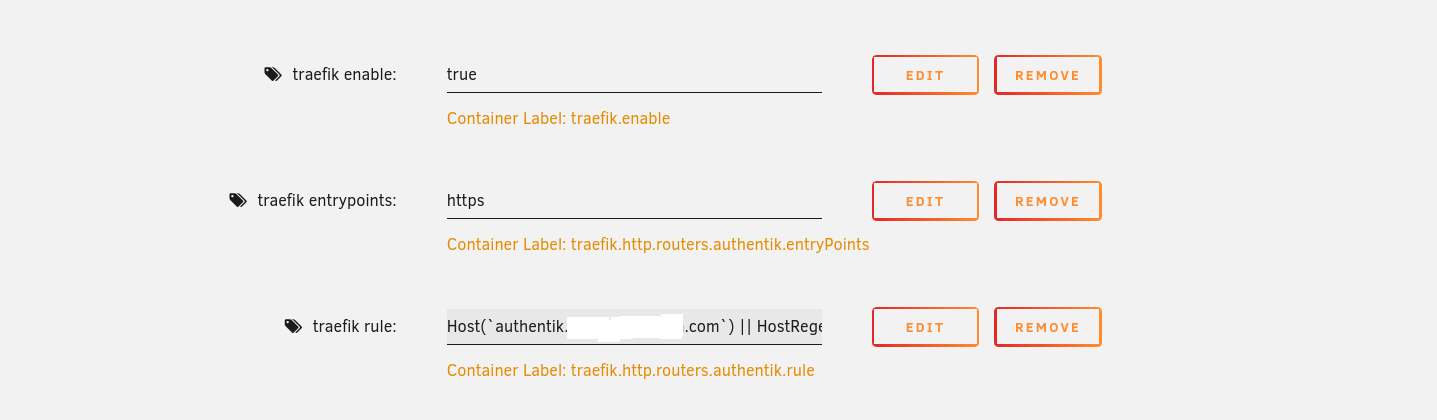 traefik enable: true EDIT REMOVE
Container Label: traefik.enable
traefik entrypoints: https EDIT REMOVE
Container Label: traefik.http.routers.authentik.entryPoints
traefik rule: Host(`authentik. .com`) || HostRege EDIT REMOVE
Container Label: traefik.http.routers.authentik.rule